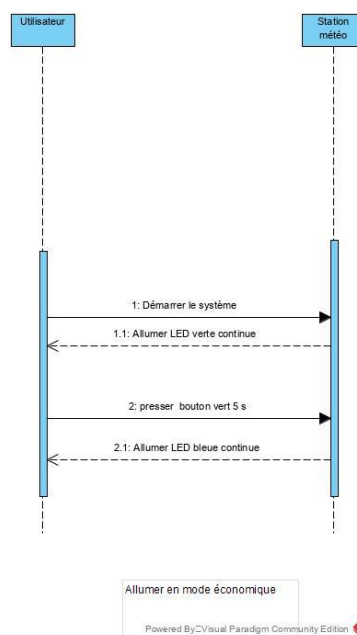 Utilisateur
Station
météo
1: Démarrer le système
1.1: Allumer LED verte continue
2: presser bouton vert 5 s
2.1: Allumer LED bleue continue
Allumer en mode économique
Powered By Visual Paradigm Community Edition